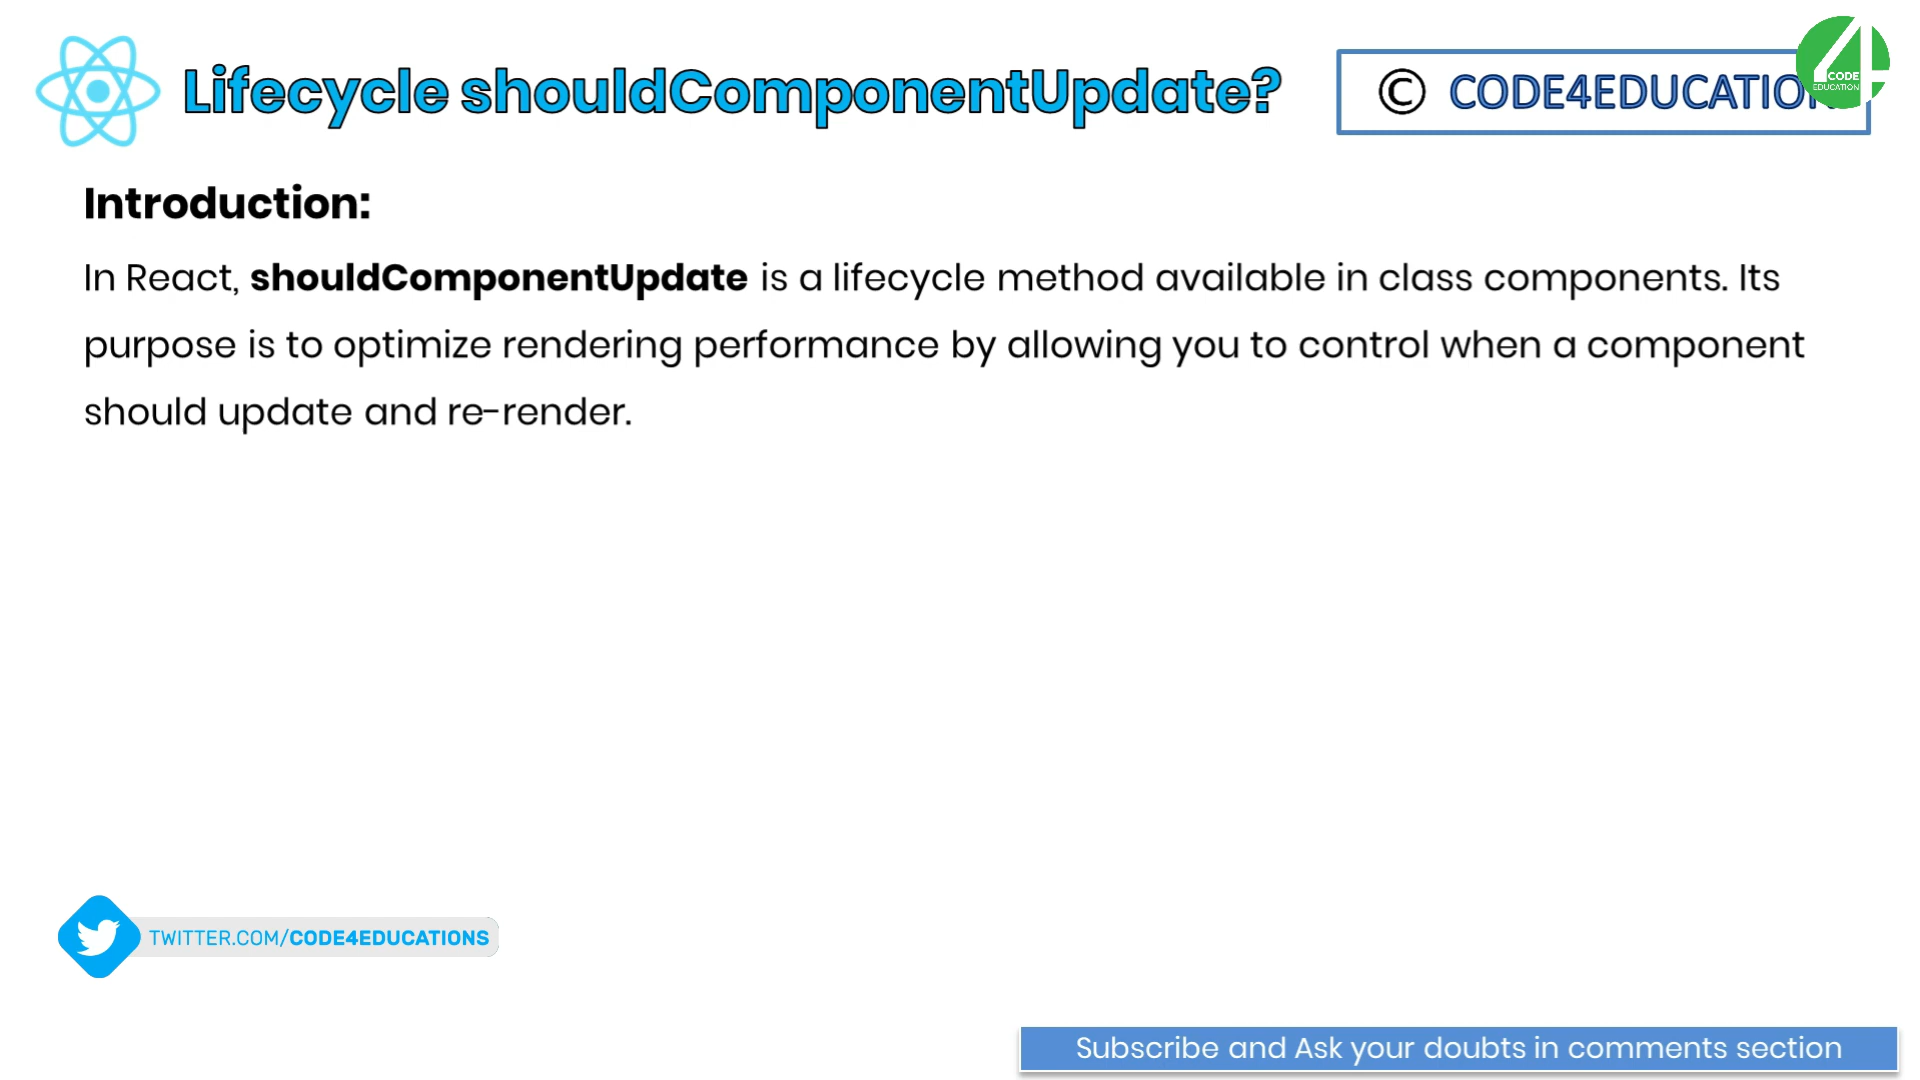 Lifecycle shouldComponentUpdate?
© CODE4EDUCATION
CODE
EDUCATION
Introduction:
In React, shouldComponentUpdate is a lifecycle method available in class components. Its
purpose is to optimize rendering performance by allowing you to control when a component
should update and re-render.
TWITTER.COM/CODE4EDUCATIONS
Subscribe and Ask your doubts in comments section